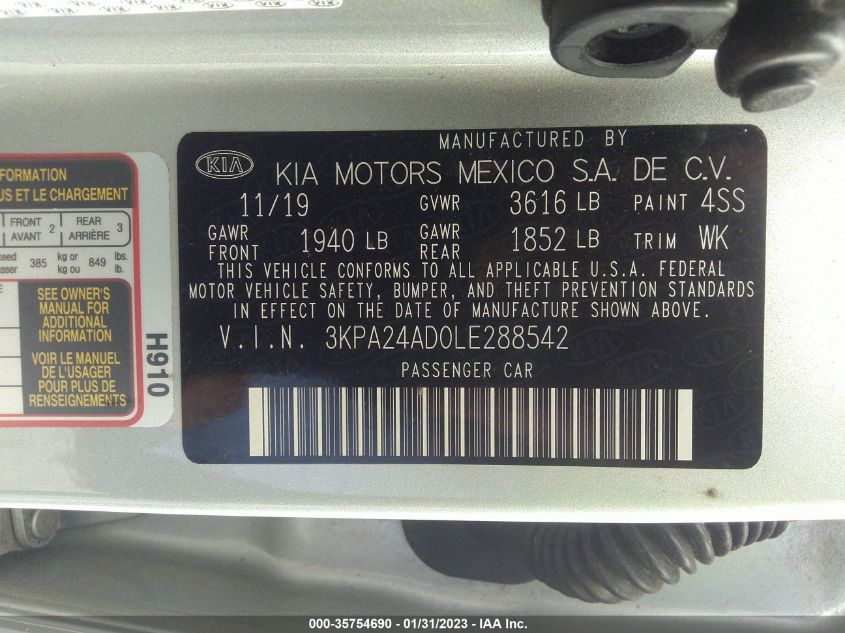 NFORMATION
US ET LE CHARGEMENT
FRONT 2 REAR 3
AVANT ARRIÈRE
ceed 385 kg or 849 lbs.
asser kg ou lb.
SEE OWNER'S
MANUAL FOR
ADDITIONAL
INFORMATION
VOIR LE MANUEL
DE L'USAGER
POUR PLUS DE
RENSEIGNEMENTS
H910
MANUFACTURED BY
KIA KIA MOTORS MEXICO S.A. DE C.V.
11/19 GVWR 3616 LB PAINT 4SS
GAWR FRONT 1940 LB GAWR REAR 1852 LB TRIM WK
THIS VEHICLE CONFORMS TO ALL APPLICABLE U.S.A. FEDERAL
MOTOR VEHICLE SAFETY, BUMPER, AND THEFT PREVENTION STANDARDS
IN EFFECT ON THE DATE OF MANUFACTURE SHOWN ABOVE.
V.I.N. 3KPA24AD0LE288542
PASSENGER CAR
000-35754690 - 01/31/2023 - IAA Inc.